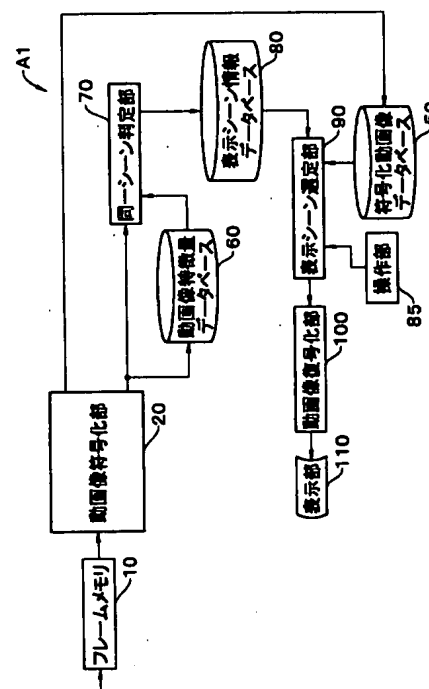 A1
フレームメモリ
10
動画像符号化部
20
動画像特徴量
データベース
60
同一シーン判定部
70
表示シーン情報
データベース
80
操作部
85
表示シーン選定部
90
符号化動画像
データベース
50
動画像復号化部
100
表示部
110